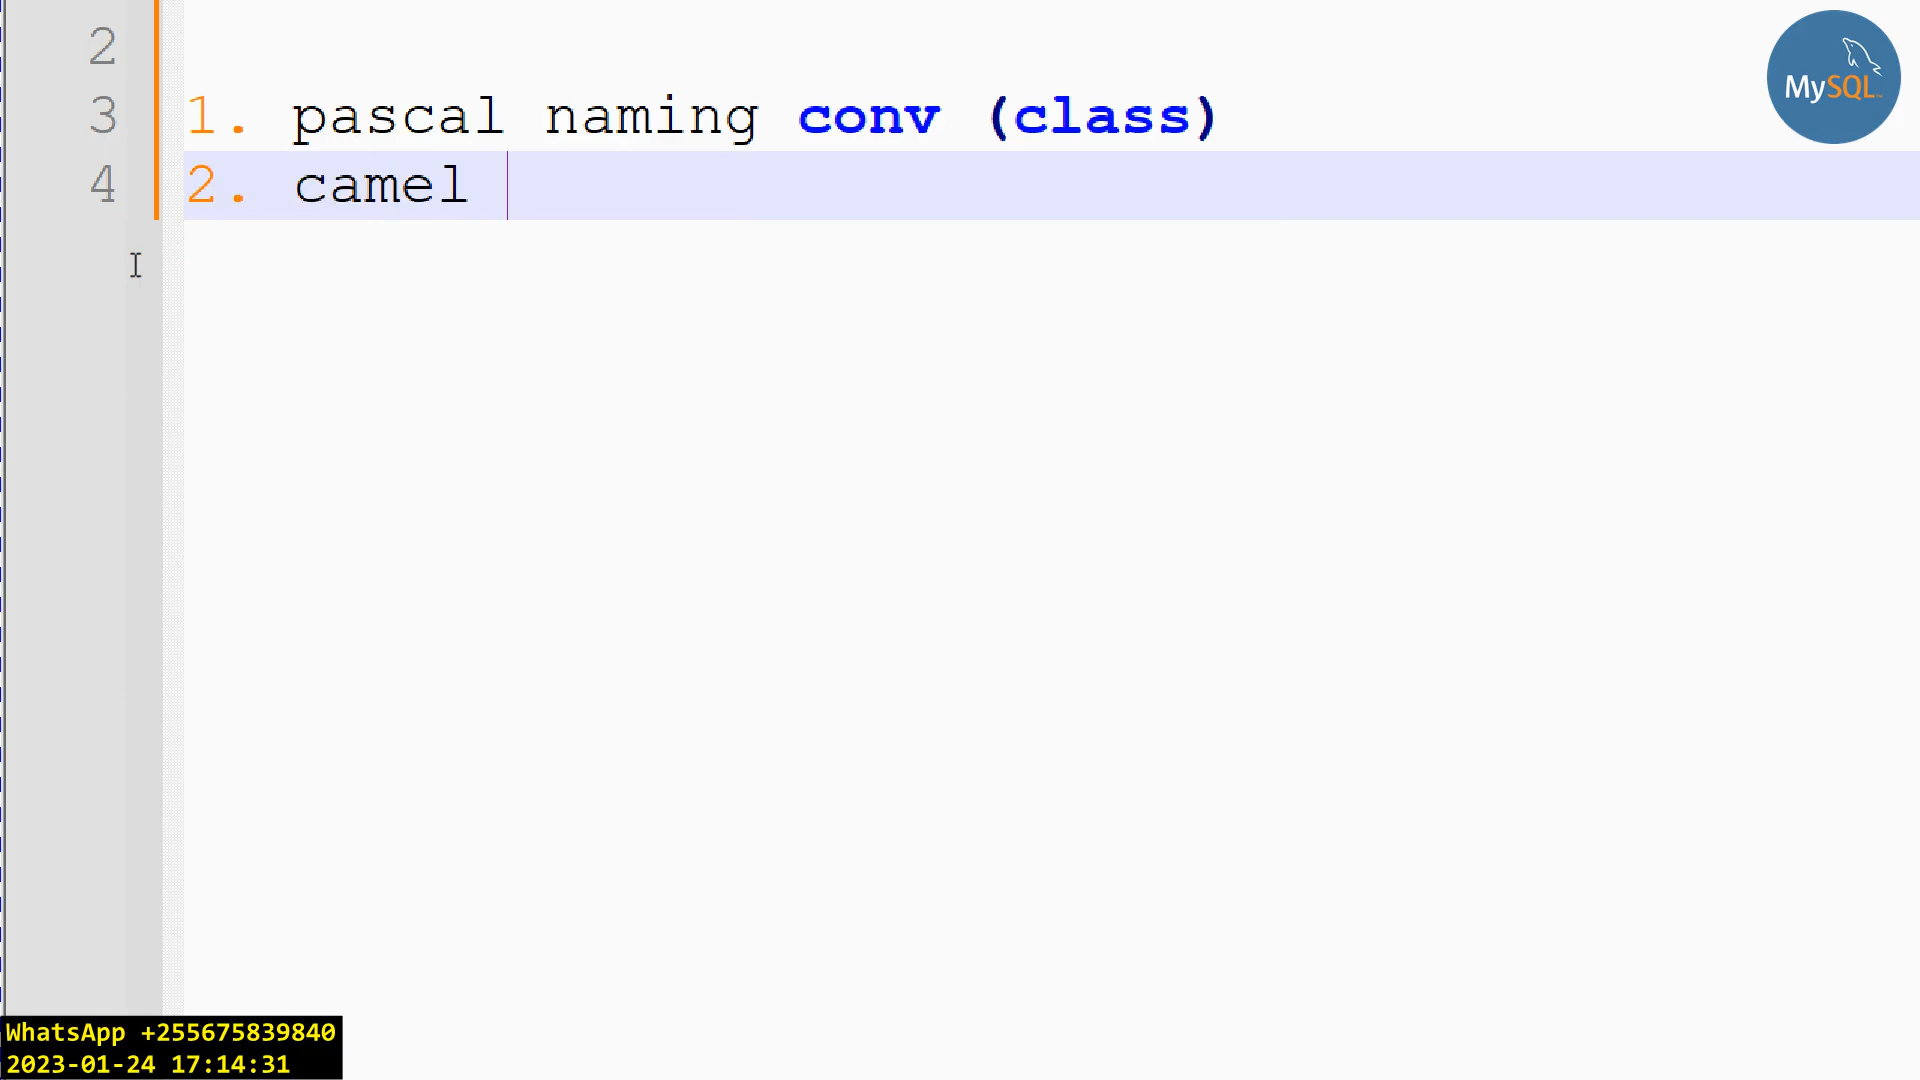 2
MySQL
3 1. pascal naming conv (class)
4 2. camel
WhatsApp +255675839840
2023-01-24 17:14:31